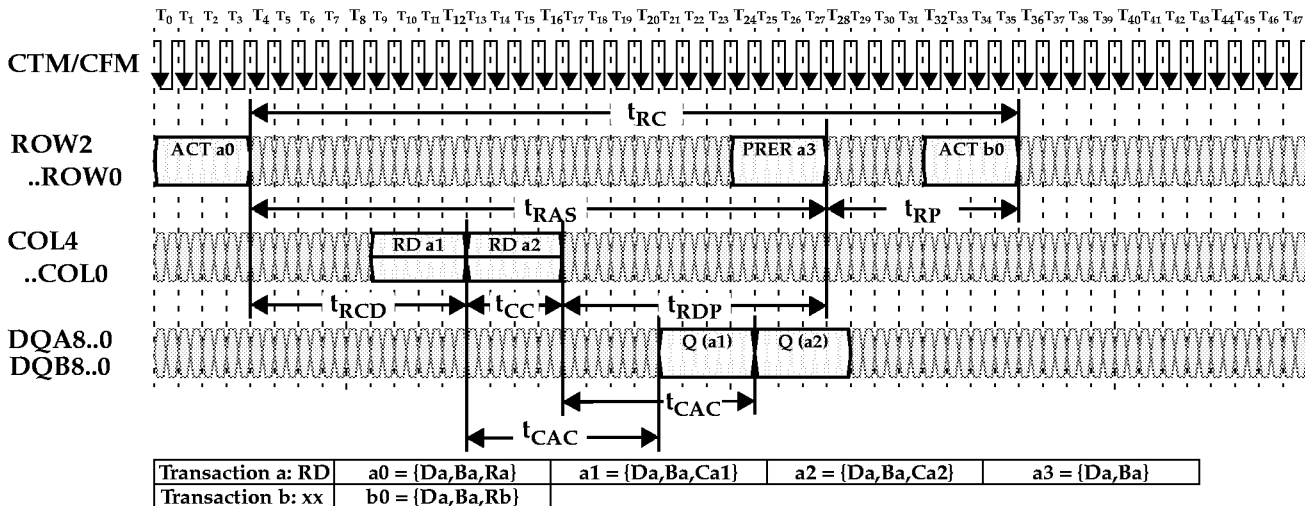 T0 T1 T2 T3 T4 T5 T6 T7 T8 T9 T10 T11 T12 T13 T14 T15 T16 T17 T18 T19 T20 T21 T22 T23 T24 T25 T26 T27 T28 T29 T30 T31 T32 T33 T34 T35 T36 T37 T38 T39 T40 T41 T42 T43 T44 T45 T46 T47
CTM/CFM
tRC
ROW2
..ROW0
ACT a0 PRER a3 ACT b0
tRAS tRP
COL4
..COL0
RD a1 RD a2
tRCD tCC tRDP
DQA8..0
DQB8..0
Q (a1) Q (a2)
tCAC
tCAC
Transaction a: RD a0 = {Da,Ba,Ra} a1 = {Da,Ba,Ca1} a2 = {Da,Ba,Ca2} a3 = {Da,Ba}
Transaction b: xx b0 = {Da,Ba,Rb}